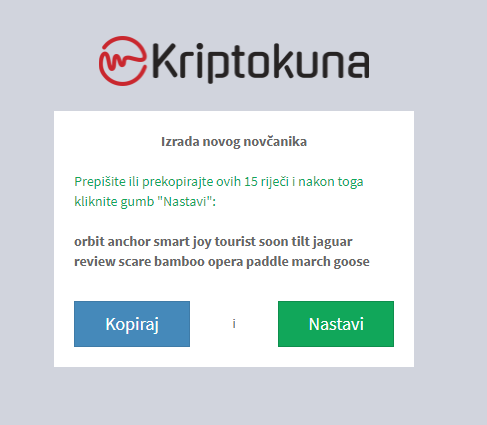 Kriptokuna
Izrada novog novčanika
Prepišite ili prekopirajte ovih 15 riječi i nakon toga
kliknite gumb "Nastavi":
orbit anchor smart joy tourist soon tilt jaguar
review scare bamboo opera paddle march goose
Kopiraj i Nastavi